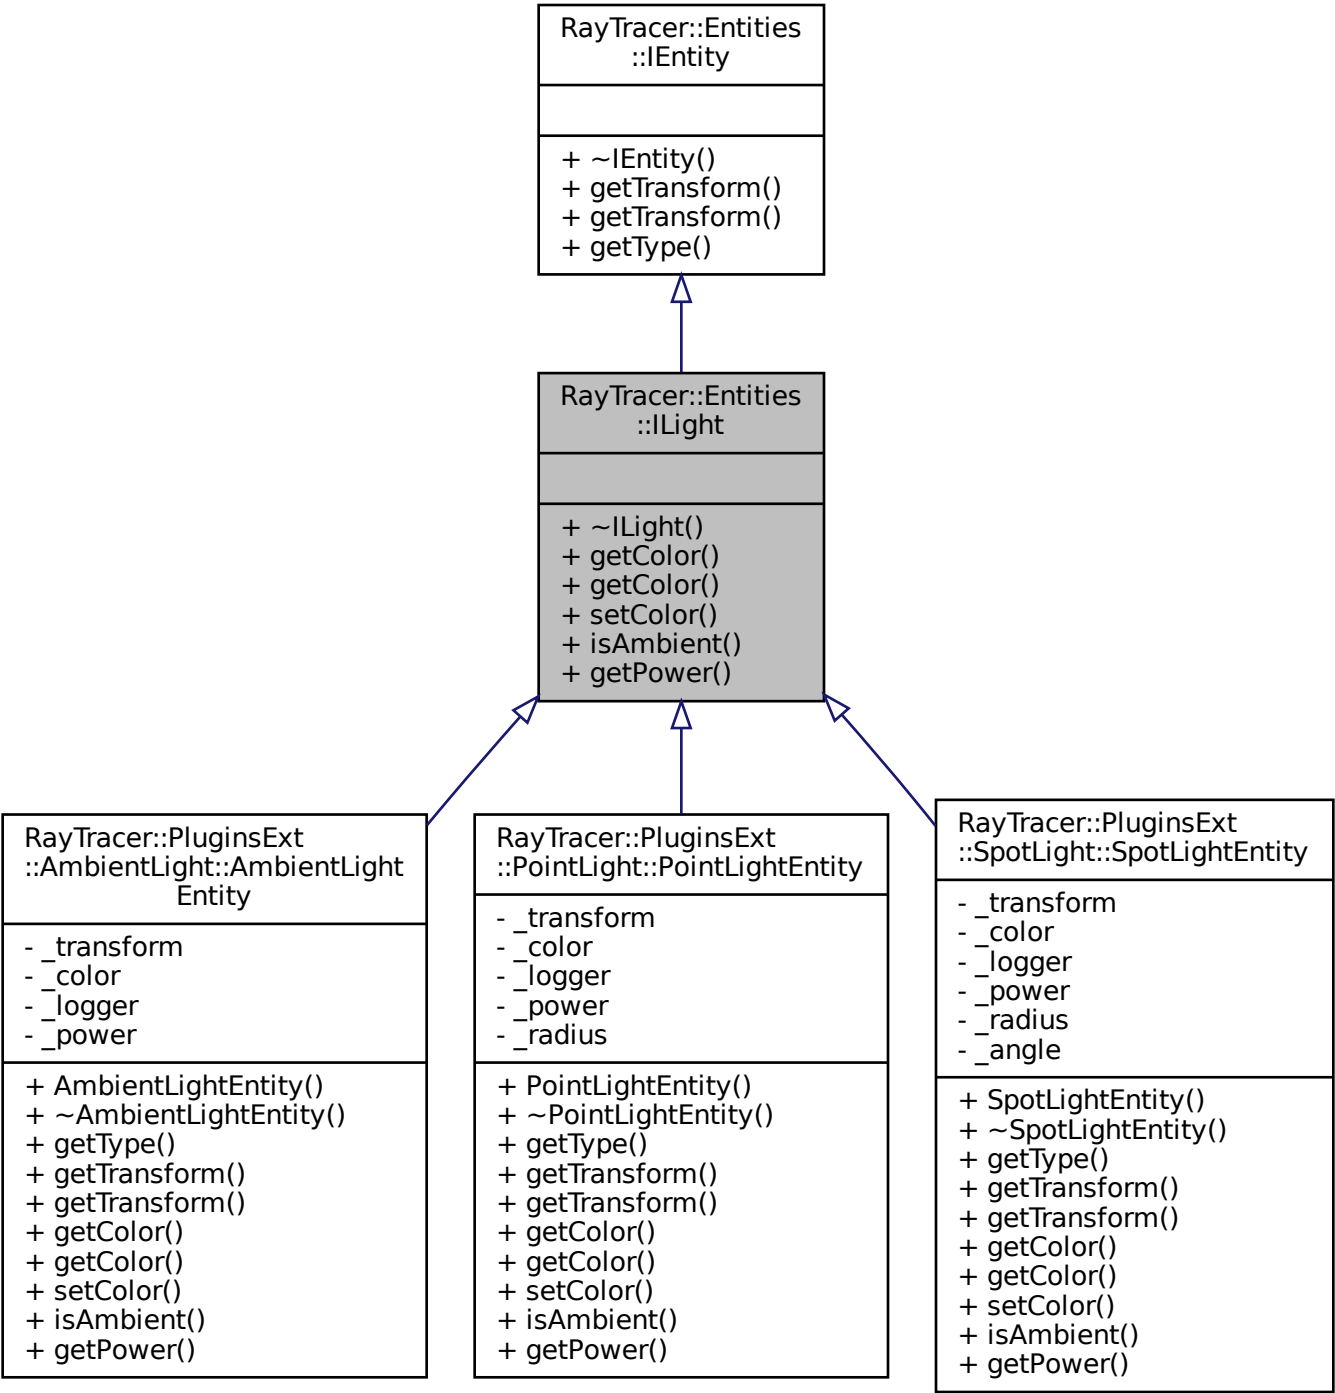 RayTracer::Entities
::IEntity
+ ~IEntity()
+ getTransform()
+ getTransform()
+ getType()
RayTracer::Entities
::ILight
+ ~ILight()
+ getColor()
+ getColor()
+ setColor()
+ isAmbient()
+ getPower()
RayTracer::PluginsExt
::AmbientLight::AmbientLight
Entity
- _transform
- _color
- _logger
- _power
+ AmbientLightEntity()
+ ~AmbientLightEntity()
+ getType()
+ getTransform()
+ getTransform()
+ getColor()
+ getColor()
+ setColor()
+ isAmbient()
+ getPower()
RayTracer::PluginsExt
::PointLight::PointLightEntity
- _transform
- _color
- _logger
- _power
- _radius
+ PointLightEntity()
+ ~PointLightEntity()
+ getType()
+ getTransform()
+ getTransform()
+ getColor()
+ getColor()
+ setColor()
+ isAmbient()
+ getPower()
RayTracer::PluginsExt
::SpotLight::SpotLightEntity
- _transform
- _color
- _logger
- _power
- _radius
- _angle
+ SpotLightEntity()
+ ~SpotLightEntity()
+ getType()
+ getTransform()
+ getTransform()
+ getColor()
+ getColor()
+ setColor()
+ isAmbient()
+ getPower()